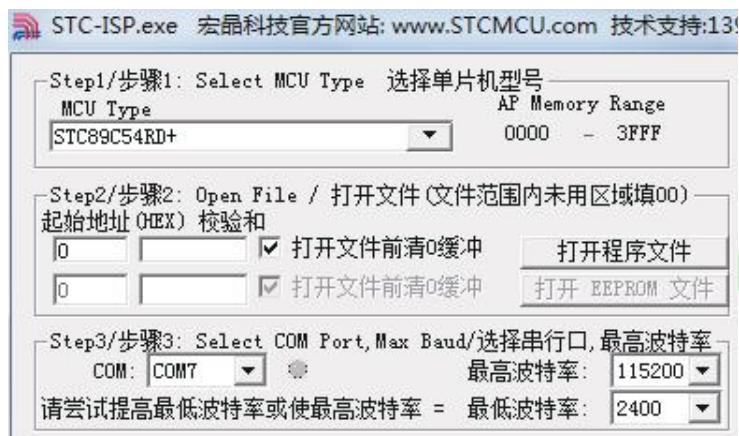 STC-ISP.exe 宏晶科技官方网站: www.STCMCU.com 技术支持:139
Step1/步骤1: Select MCU Type 选择单片机型号
MCU Type AP Memory Range
STC89C54RD+ 0000 - 3FFF
Step2/步骤2: Open File / 打开文件(文件范围内未用区域填00)
起始地址(HEX) 校验和
0 打开文件前清0缓冲 打开程序文件
0 打开文件前清0缓冲 打开 EEPROM 文件
Step3/步骤3: Select COM Port,Max Baud/选择串行口,最高波特率
COM: COM7 最高波特率: 115200
请尝试提高最低波特率或使最高波特率 = 最低波特率: 2400